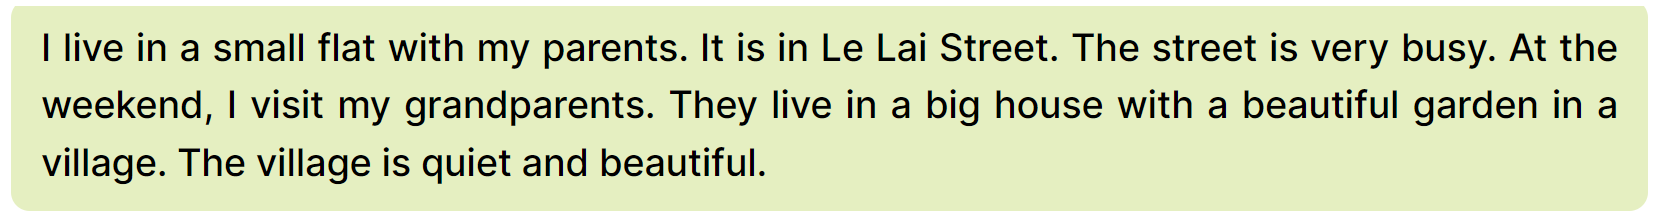 I live in a small flat with my parents. It is in Le Lai Street. The street is very busy. At the
weekend, I visit my grandparents. They live in a big house with a beautiful garden in a
village. The village is quiet and beautiful.